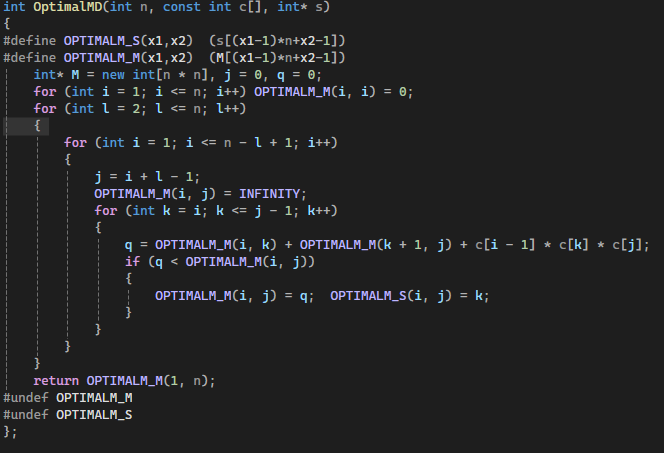 int OptimalMD(int n, const int c[], int* s)
{
#define OPTIMALM_S(x1,x2)  (s[(x1-1)*n+x2-1])
#define OPTIMALM_M(x1,x2)  (M[(x1-1)*n+x2-1])
    int* M = new int[n * n], j = 0, q = 0;
    for (int i = 1; i <= n; i++) OPTIMALM_M(i, i) = 0;
    for (int l = 2; l <= n; l++)
    {
        for (int i = 1; i <= n - l + 1; i++)
        {
            j = i + l - 1;
            OPTIMALM_M(i, j) = INFINITY;
            for (int k = i; k <= j - 1; k++)
            {
                q = OPTIMALM_M(i, k) + OPTIMALM_M(k + 1, j) + c[i - 1] * c[k] * c[j];
                if (q < OPTIMALM_M(i, j))
                {
                    OPTIMALM_M(i, j) = q;  OPTIMALM_S(i, j) = k;
                }
            }
        }
    }
    return OPTIMALM_M(1, n);
#undef OPTIMALM_M
#undef OPTIMALM_S
};